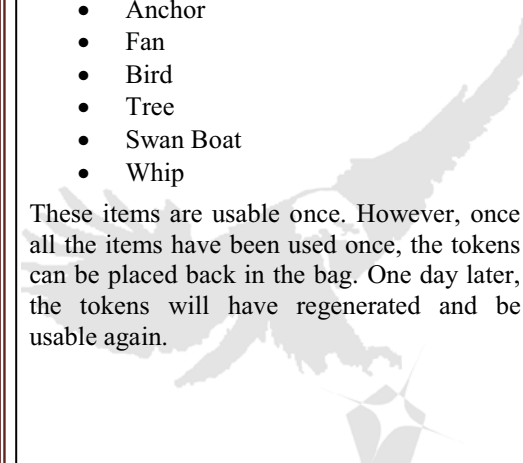 • Anchor
• Fan
• Bird
• Tree
• Swan Boat
• Whip
These items are usable once. However, once
all the items have been used once, the tokens
can be placed back in the bag. One day later,
the tokens will have regenerated and be
usable again.